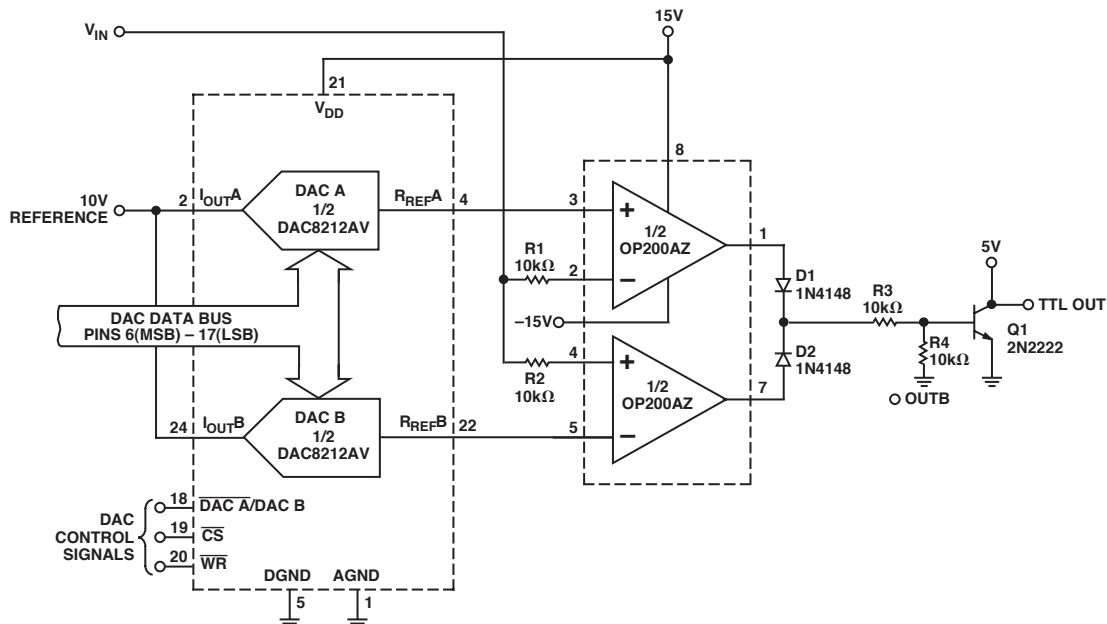 15V
V_IN
21
V_DD
8
10V
REFERENCE
2
I_OUT A
DAC A
1/2
DAC8212AV
R_REF A
4
3
+
1/2
OP200AZ
1
R1
10kΩ
2
−
D1
1N4148
5V
DAC DATA BUS
PINS 6(MSB) – 17(LSB)
–15V
R3
10kΩ
TTL OUT
Q1
2N2222
R4
10kΩ
OUTB
D2
1N4148
R2
10kΩ
4
+
1/2
OP200AZ
7
5
−
24
I_OUT B
DAC B
1/2
DAC8212AV
R_REF B
22
DAC
CONTROL
SIGNALS
18
DAC A/DAC B
19
CS
20
WR
DGND
AGND
5
1